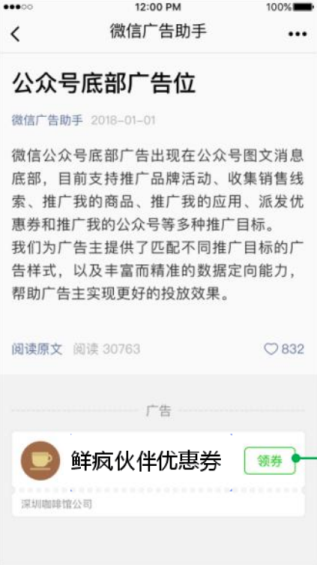 12:00 PM 100%
微信广告助手
公众号底部广告位
微信广告助手 2018-01-01
微信公众号底部广告出现在公众号图文消息
底部，目前支持推广品牌活动、收集销售线
索、推广我的商品、推广我的应用、派发优
惠券和推广我的公众号等多种推广目标。
我们为广告主提供了匹配不同推广目标的广
告样式，以及丰富而精准的数据定向能力，
帮助广告主实现更好的投放效果。
阅读原文 阅读 30763 832
广告
鲜疯伙伴优惠券 领券
深圳咖啡馆公司